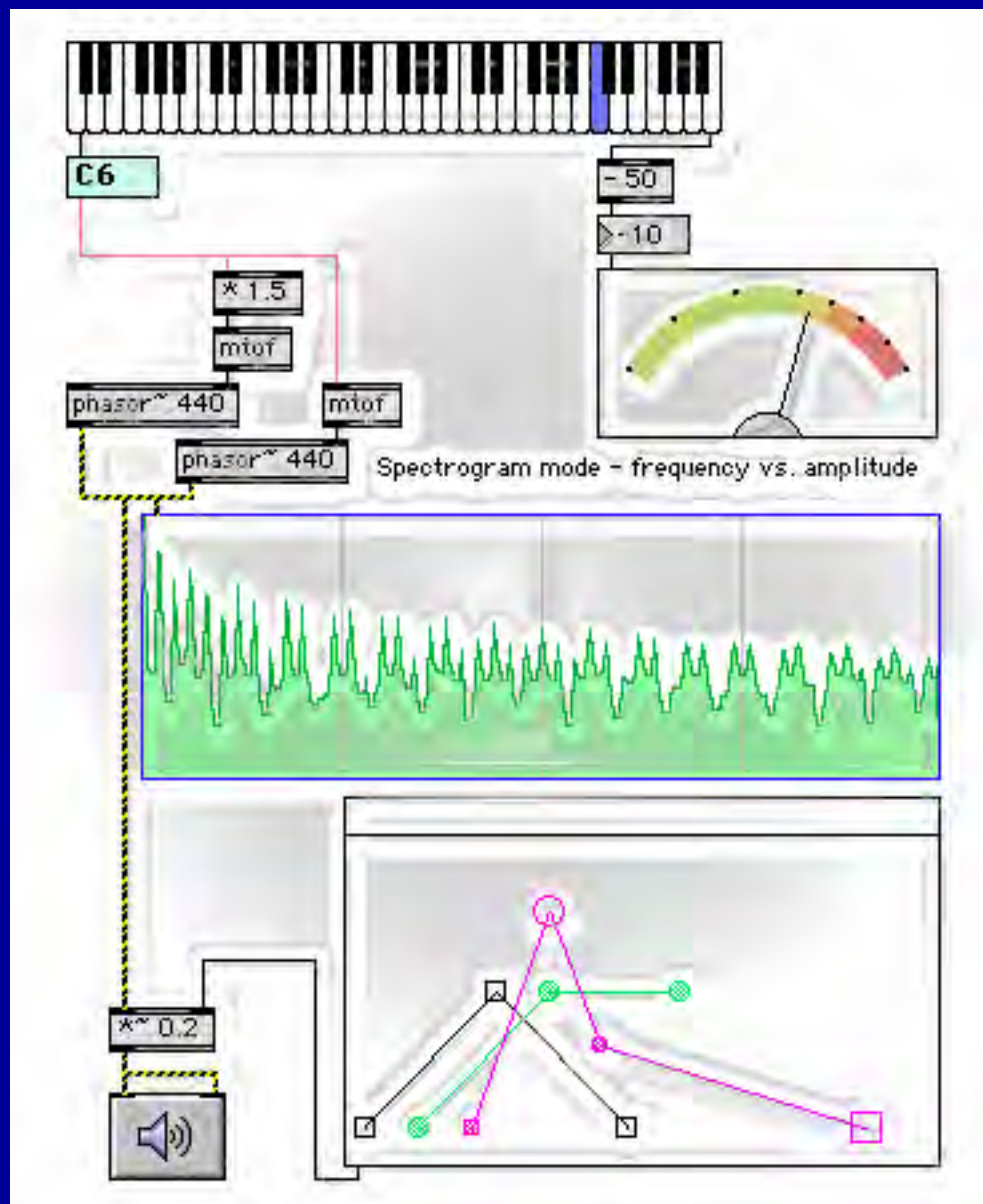 C6
- 50
-10
* 1.5
mtof
phasor~ 440
mtof
phasor~ 440
Spectrogram mode - frequency vs. amplitude
*~ 0.2